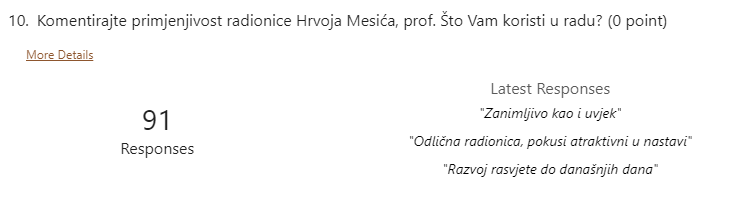 10. Komentirajte primjenjivost radionice Hrvoja Mesića, prof. Što Vam koristi u radu? (0 point)
More Details
91
Responses
Latest Responses
"Zanimljivo kao i uvjek"
"Odlična radionica, pokusi atraktivni u nastavi"
"Razvoj rasvjete do današnjih dana"